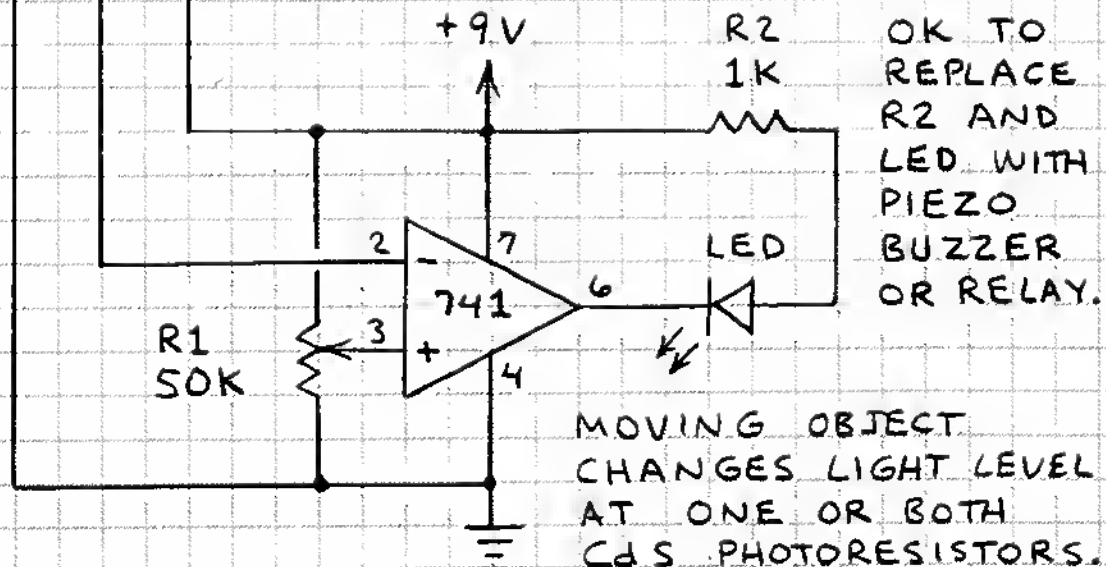 +9V
R2
1K
OK TO
REPLACE
R2 AND
LED WITH
PIEZO
BUZZER
OR RELAY.
2
-
7
741
6
LED
R1
50K
3
+
4
MOVING OBJECT
CHANGES LIGHT LEVEL
AT ONE OR BOTH
CdS PHOTORESISTORS.